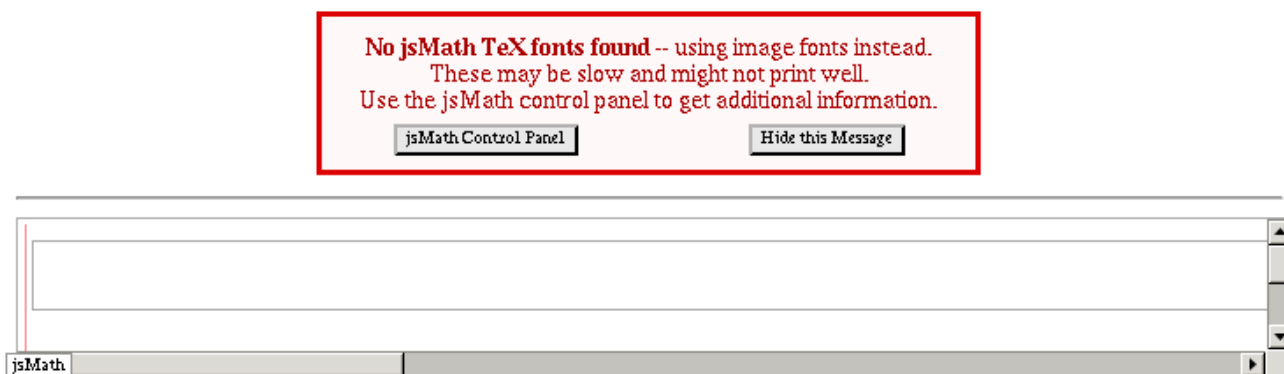 No jsMath TeX fonts found -- using image fonts instead.
These may be slow and might not print well.
Use the jsMath control panel to get additional information.
jsMath Control Panel
Hide this Message
jsMath